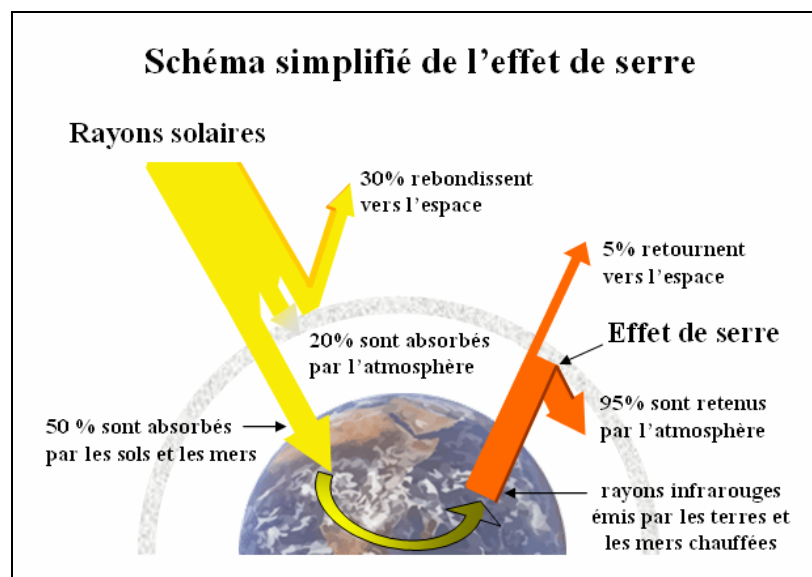 Schéma simplifié de l'effet de serre
Rayons solaires
30% rebondissent
vers l'espace
5% retournent
vers l'espace
20% sont absorbés
par l'atmosphère
Effet de serre
50 % sont absorbés
par les sols et les mers
95% sont retenus
par l'atmosphère
rayons infrarouges
émis par les terres et
les mers chauffées